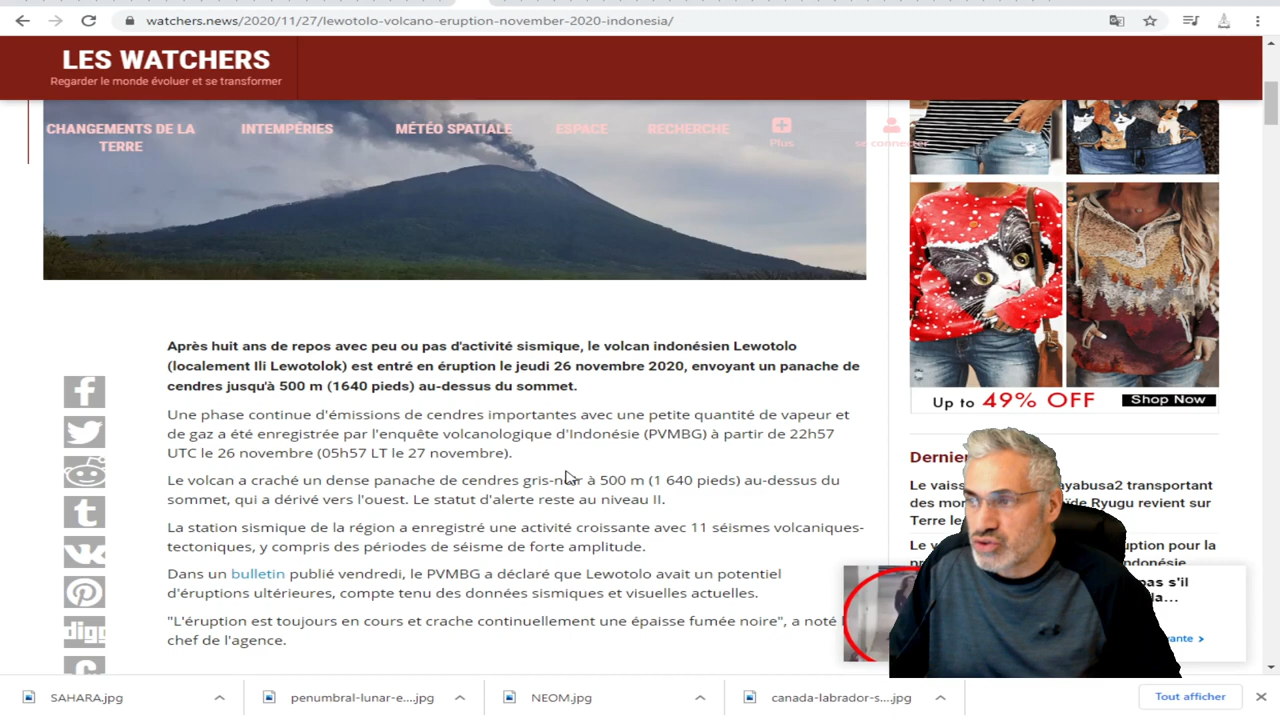 watchers.news/2020/11/27/lewotolo-volcano-eruption-november-2020-indonesia/
LES WATCHERS
Regarder le monde évoluer et se transformer
CHANGEMENTS DE LA
TERRE
INTEMPÉRIES
MÉTÉO SPATIALE
ESPACE
RECHERCHE
Plus
se connecter
Après huit ans de repos avec peu ou pas d'activité sismique, le volcan indonésien Lewotolo
(localement Ili Lewotolok) est entré en éruption le jeudi 26 novembre 2020, envoyant un panache de
cendres jusqu'à 500 m (1640 pieds) au-dessus du sommet.
Une phase continue d'émissions de cendres importantes avec une petite quantité de vapeur et
de gaz a été enregistrée par l'enquête volcanologique d'Indonésie (PVMBG) à partir de 22h57
UTC le 26 novembre (05h57 LT le 27 novembre).
Le volcan a craché un dense panache de cendres gris-noir à 500 m (1 640 pieds) au-dessus du
sommet, qui a dérivé vers l'ouest. Le statut d'alerte reste au niveau II.
La station sismique de la région a enregistré une activité croissante avec 11 séismes volcaniques-
tectoniques, y compris des périodes de séisme de forte amplitude.
Dans un bulletin publié vendredi, le PVMBG a déclaré que Lewotolo avait un potentiel
d'éruptions ultérieures, compte tenu des données sismiques et visuelles actuelles.
"L'éruption est toujours en cours et crache continuellement une épaisse fumée noire", a noté
chef de l'agence.
digg
Up to 49% OFF
Shop Now
Le
ayabusa2 transportant
des
Ryugu revient sur
Terre
Le
uption pour la
donésie
pas s'il
la...
ante >
SAHARA.jpg
penumbral-lunar-e....jpg
NEOM.jpg
canada-labrador-s....jpg
Tout afficher